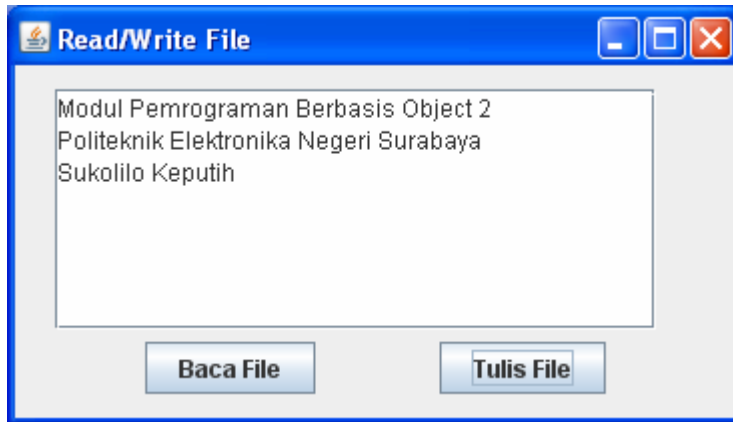 Read/Write File
Modul Pemrograman Berbasis Object 2
Politeknik Elektronika Negeri Surabaya
Sukolilo Keputih
Baca File
Tulis File